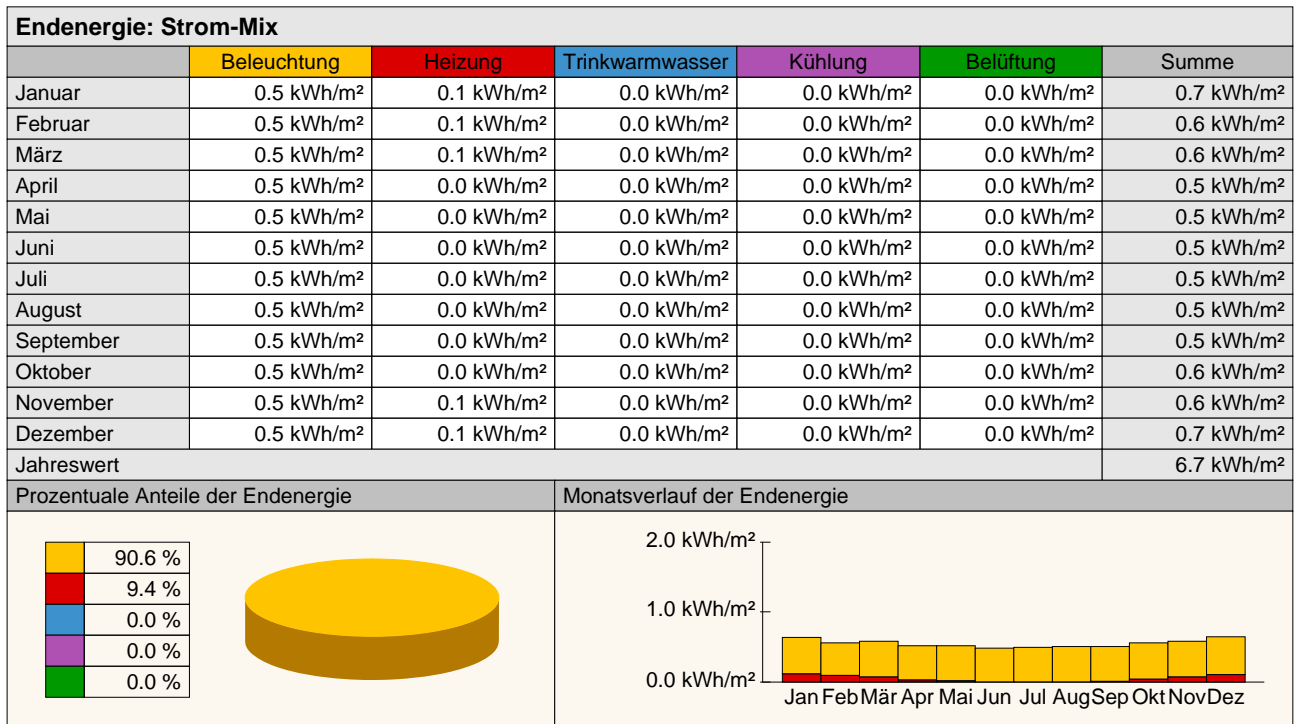 Endenergie: Strom-Mix
Beleuchtung Heizung Trinkwarmwasser Kühlung Belüftung Summe
Januar 0.5 kWh/m² 0.1 kWh/m² 0.0 kWh/m² 0.0 kWh/m² 0.0 kWh/m² 0.7 kWh/m²
Februar 0.5 kWh/m² 0.1 kWh/m² 0.0 kWh/m² 0.0 kWh/m² 0.0 kWh/m² 0.6 kWh/m²
März 0.5 kWh/m² 0.1 kWh/m² 0.0 kWh/m² 0.0 kWh/m² 0.0 kWh/m² 0.6 kWh/m²
April 0.5 kWh/m² 0.0 kWh/m² 0.0 kWh/m² 0.0 kWh/m² 0.0 kWh/m² 0.5 kWh/m²
Mai 0.5 kWh/m² 0.0 kWh/m² 0.0 kWh/m² 0.0 kWh/m² 0.0 kWh/m² 0.5 kWh/m²
Juni 0.5 kWh/m² 0.0 kWh/m² 0.0 kWh/m² 0.0 kWh/m² 0.0 kWh/m² 0.5 kWh/m²
Juli 0.5 kWh/m² 0.0 kWh/m² 0.0 kWh/m² 0.0 kWh/m² 0.0 kWh/m² 0.5 kWh/m²
August 0.5 kWh/m² 0.0 kWh/m² 0.0 kWh/m² 0.0 kWh/m² 0.0 kWh/m² 0.5 kWh/m²
September 0.5 kWh/m² 0.0 kWh/m² 0.0 kWh/m² 0.0 kWh/m² 0.0 kWh/m² 0.5 kWh/m²
Oktober 0.5 kWh/m² 0.0 kWh/m² 0.0 kWh/m² 0.0 kWh/m² 0.0 kWh/m² 0.6 kWh/m²
November 0.5 kWh/m² 0.1 kWh/m² 0.0 kWh/m² 0.0 kWh/m² 0.0 kWh/m² 0.6 kWh/m²
Dezember 0.5 kWh/m² 0.1 kWh/m² 0.0 kWh/m² 0.0 kWh/m² 0.0 kWh/m² 0.7 kWh/m²
Jahreswert 6.7 kWh/m²
Prozentuale Anteile der Endenergie
90.6 %
9.4 %
0.0 %
0.0 %
0.0 %
Monatsverlauf der Endenergie
2.0 kWh/m²
1.0 kWh/m²
0.0 kWh/m²
Jan Feb Mär Apr Mai Jun Jul Aug Sep Okt Nov Dez